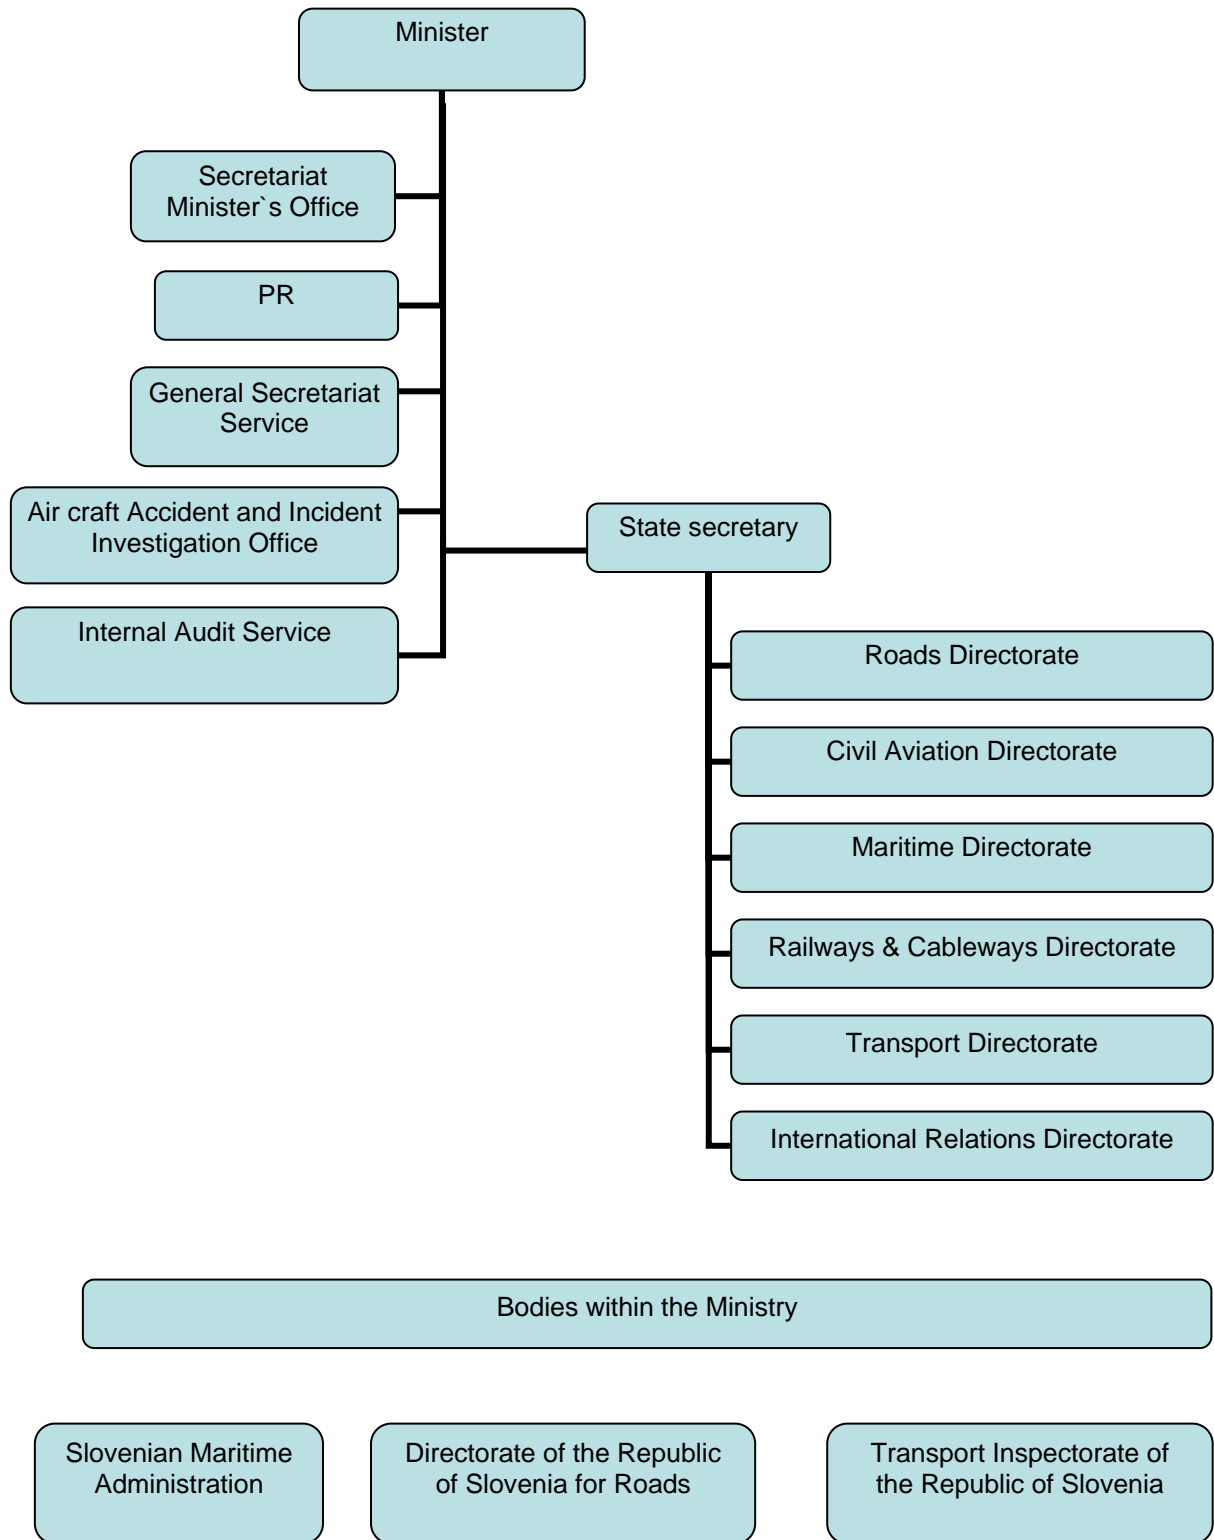 Minister
Secretariat
Minister`s Office
PR
General Secretariat
Service
Air craft Accident and Incident
Investigation Office
State secretary
Internal Audit Service
Roads Directorate
Civil Aviation Directorate
Maritime Directorate
Railways & Cableways Directorate
Transport Directorate
International Relations Directorate
Bodies within the Ministry
Slovenian Maritime
Administration
Directorate of the Republic
of Slovenia for Roads
Transport Inspectorate of
the Republic of Slovenia